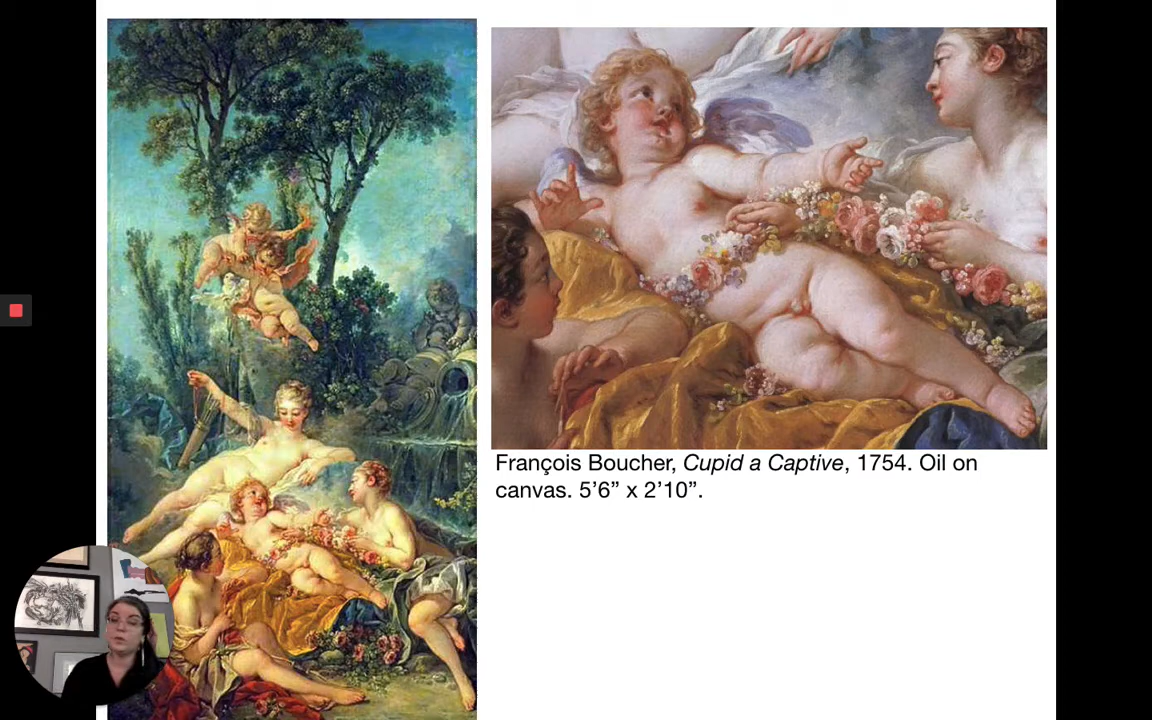 François Boucher, Cupid a Captive, 1754. Oil on
canvas. 5’6” x 2’10”.